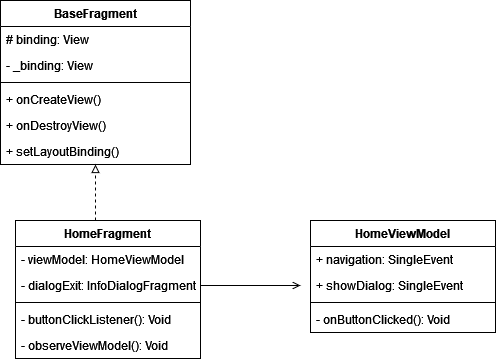 BaseFragment
# binding: View
- _binding: View
+ onCreateView()
+ onDestroyView()
+ setLayoutBinding()
HomeFragment
- viewModel: HomeViewModel
- dialogExit: InfoDialogFragment
- buttonClickListener(): Void
- observeViewModel(): Void
HomeViewModel
+ navigation: SingleEvent
+ showDialog: SingleEvent
- onButtonClicked(): Void